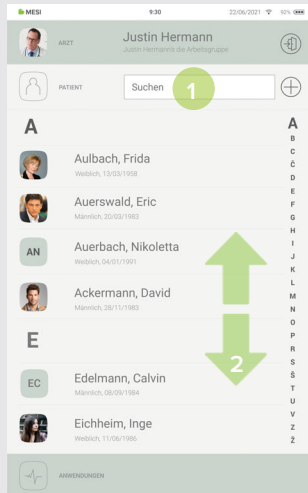 MESI 9:30 22/06/2021 92%
ARZT Justin Hermann
Justin Hermann's die Arbeitsgruppe
PATIENT Suchen 1
A
Aulbach, Frida
Weiblich, 13/03/1958
Auerswald, Eric
Männlich, 20/03/1983
AN Auerbach, Nikoletta
Weiblich, 04/01/1991
Ackermann, David
Männlich, 28/11/1983
E
2
EC Edelmann, Calvin
Männlich, 08/09/1984
Eichheim, Inge
Weiblich, 11/06/1986
ANWENDUNGEN
A
B
C
Č
D
E
F
G
H
I
J
K
L
M
N
O
P
R
S
Š
T
U
V
Z
Ž